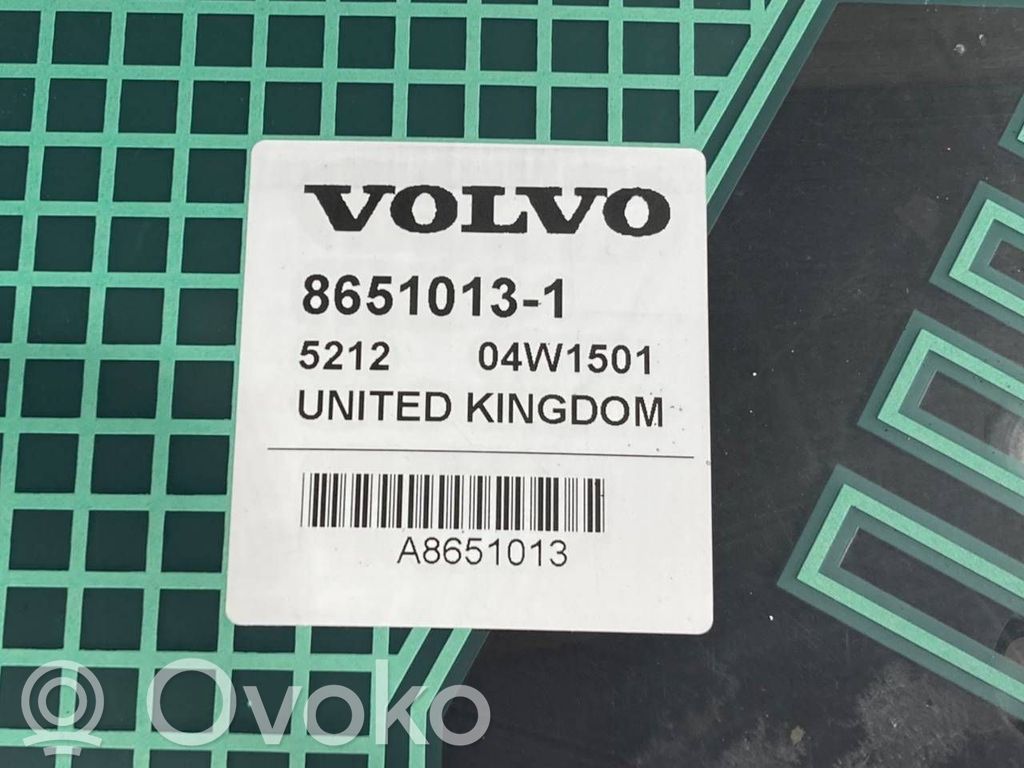 VOLVO
8651013-1
5212 04W1501
UNITED KINGDOM
A8651013
Ovoko